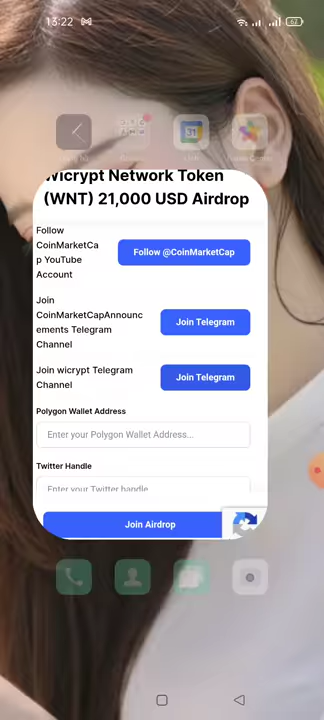 13:22
67
31
Wicrypt Network Token
(WNT) 21,000 USD Airdrop
Follow
CoinMarketCa
p YouTube
Account
Follow @CoinMarketCap
Join
CoinMarketCapAnnounc
ements Telegram
Channel
Join Telegram
Join wicrypt Telegram
Channel
Join Telegram
Polygon Wallet Address
Enter your Polygon Wallet Address...
Twitter Handle
Enter your Twitter handle
Join Airdrop